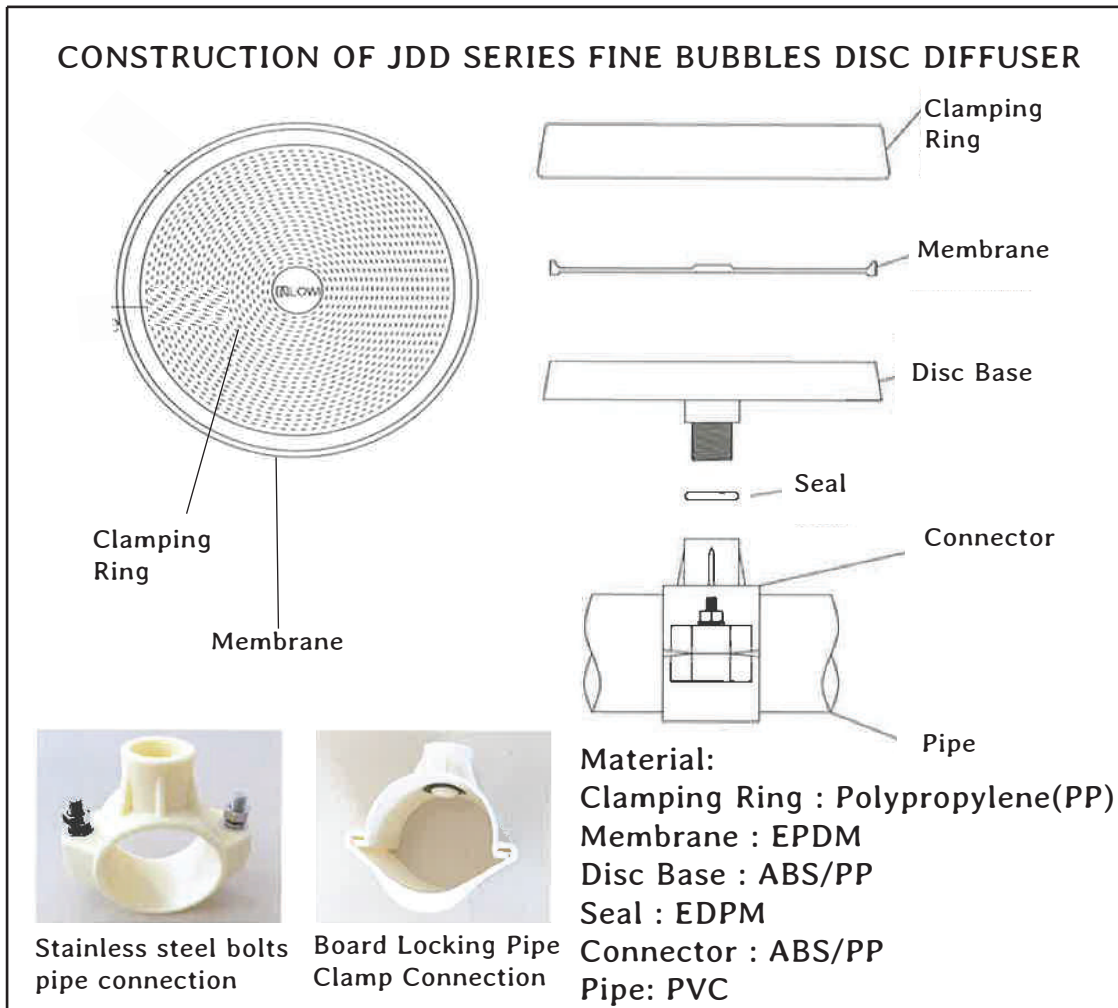 CONSTRUCTION OF JDD SERIES FINE BUBBLES DISC DIFFUSER
Clamping
Ring
Membrane
Disc Base
Seal
Connector
Pipe
Clamping
Ring
Membrane
Stainless steel bolts
pipe connection
Board Locking Pipe
Clamp Connection
Material:
Clamping Ring : Polypropylene(PP)
Membrane : EPDM
Disc Base : ABS/PP
Seal : EDPM
Connector : ABS/PP
Pipe: PVC